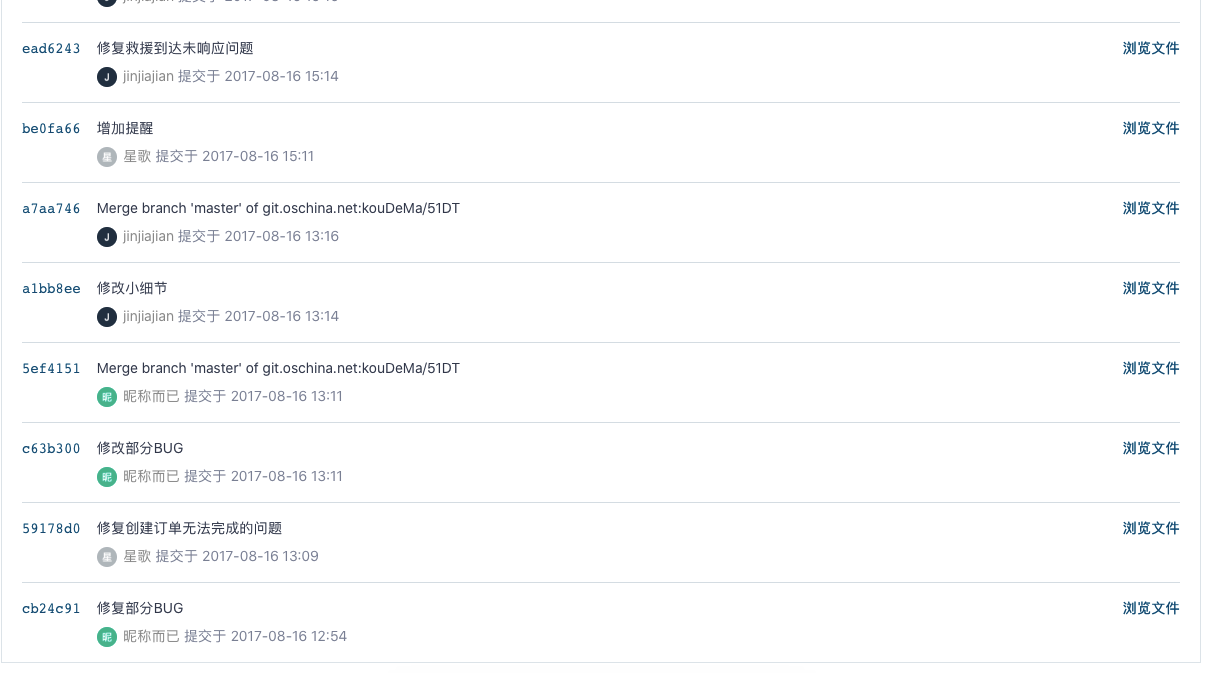 ead6243 修复救援到达未响应问题 浏览文件
J jinjiajian 提交于 2017-08-16 15:14
be0fa66 增加提醒 浏览文件
星 星歌 提交于 2017-08-16 15:11
a7aa746 Merge branch 'master' of git.oschina.net:kouDeMa/51DT 浏览文件
J jinjiajian 提交于 2017-08-16 13:16
a1bb8ee 修改小细节 浏览文件
J jinjiajian 提交于 2017-08-16 13:14
5ef4151 Merge branch 'master' of git.oschina.net:kouDeMa/51DT 浏览文件
昵 昵称而已 提交于 2017-08-16 13:11
c63b300 修改部分BUG 浏览文件
昵 昵称而已 提交于 2017-08-16 13:11
59178d0 修复创建订单无法完成的问题 浏览文件
星 星歌 提交于 2017-08-16 13:09
cb24c91 修复部分BUG 浏览文件
昵 昵称而已 提交于 2017-08-16 12:54